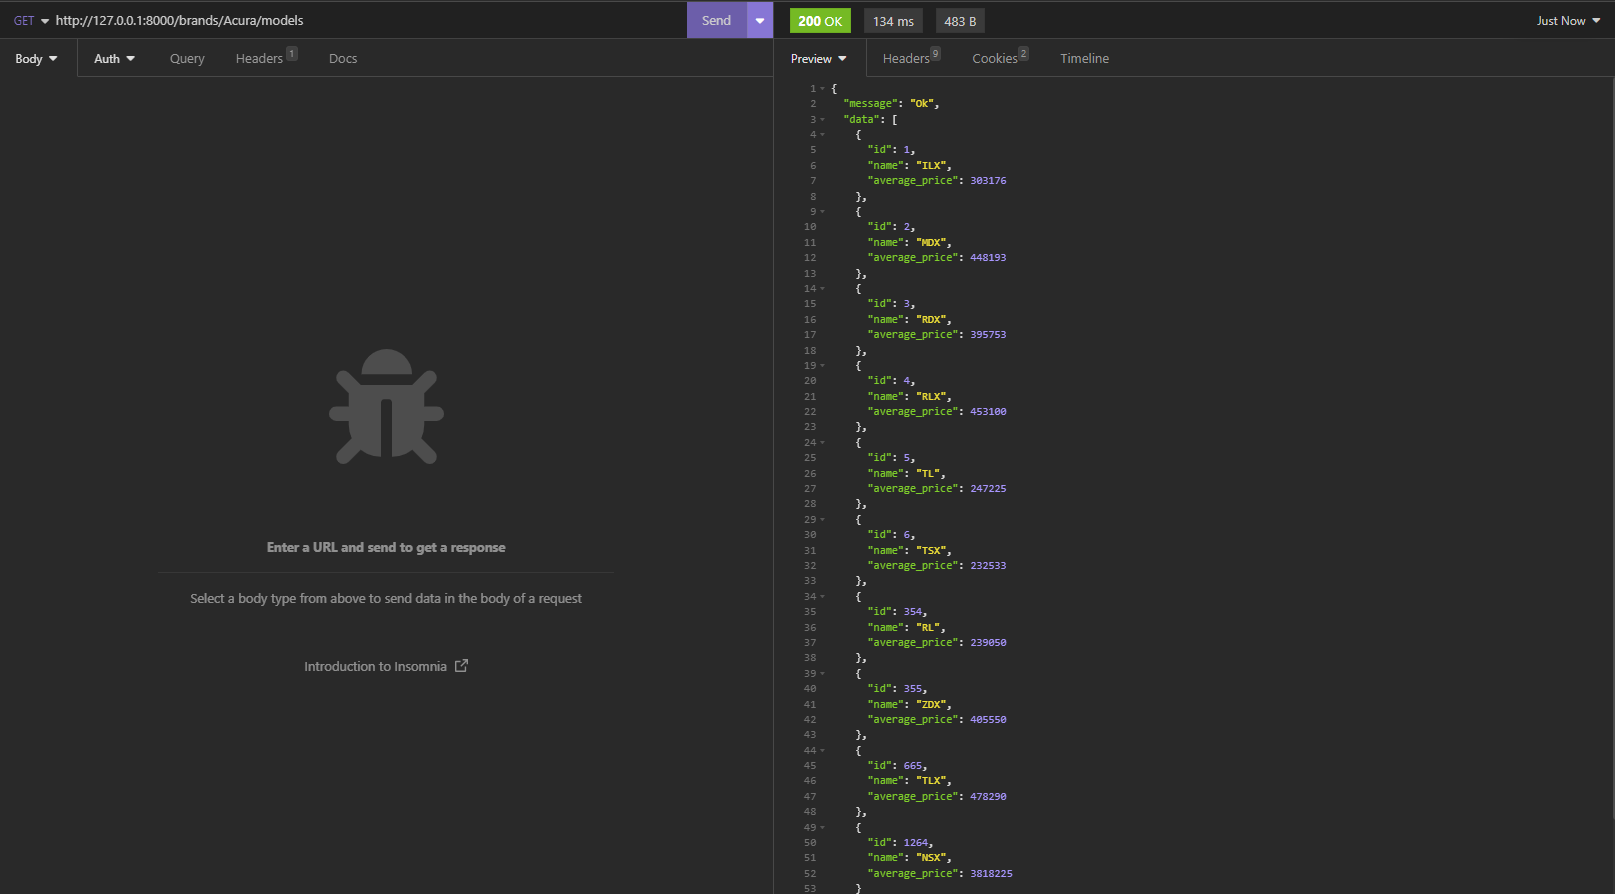 GET http://127.0.0.1:8000/brands/Acura/models Send 200 OK 134 ms 483 B Just Now
Body Auth Query Headers 1 Docs
Enter a URL and send to get a response
Select a body type from above to send data in the body of a request
Introduction to Insomnia
Preview Headers 9 Cookies 2 Timeline
1 {
2 "message": "Ok",
3 "data": [
4 {
5 "id": 1,
6 "name": "ILX",
7 "average_price": 303176
8 },
9 {
10 "id": 2,
11 "name": "MDX",
12 "average_price": 448193
13 },
14 {
15 "id": 3,
16 "name": "RDX",
17 "average_price": 395753
18 },
19 {
20 "id": 4,
21 "name": "RLX",
22 "average_price": 453100
23 },
24 {
25 "id": 5,
26 "name": "TL",
27 "average_price": 247225
28 },
29 {
30 "id": 6,
31 "name": "TSX",
32 "average_price": 232533
33 },
34 {
35 "id": 354,
36 "name": "RL",
37 "average_price": 239050
38 },
39 {
40 "id": 355,
41 "name": "ZDX",
42 "average_price": 405550
43 },
44 {
45 "id": 665,
46 "name": "TLX",
47 "average_price": 478290
48 },
49 {
50 "id": 1264,
51 "name": "NSX",
52 "average_price": 3818225
53 }